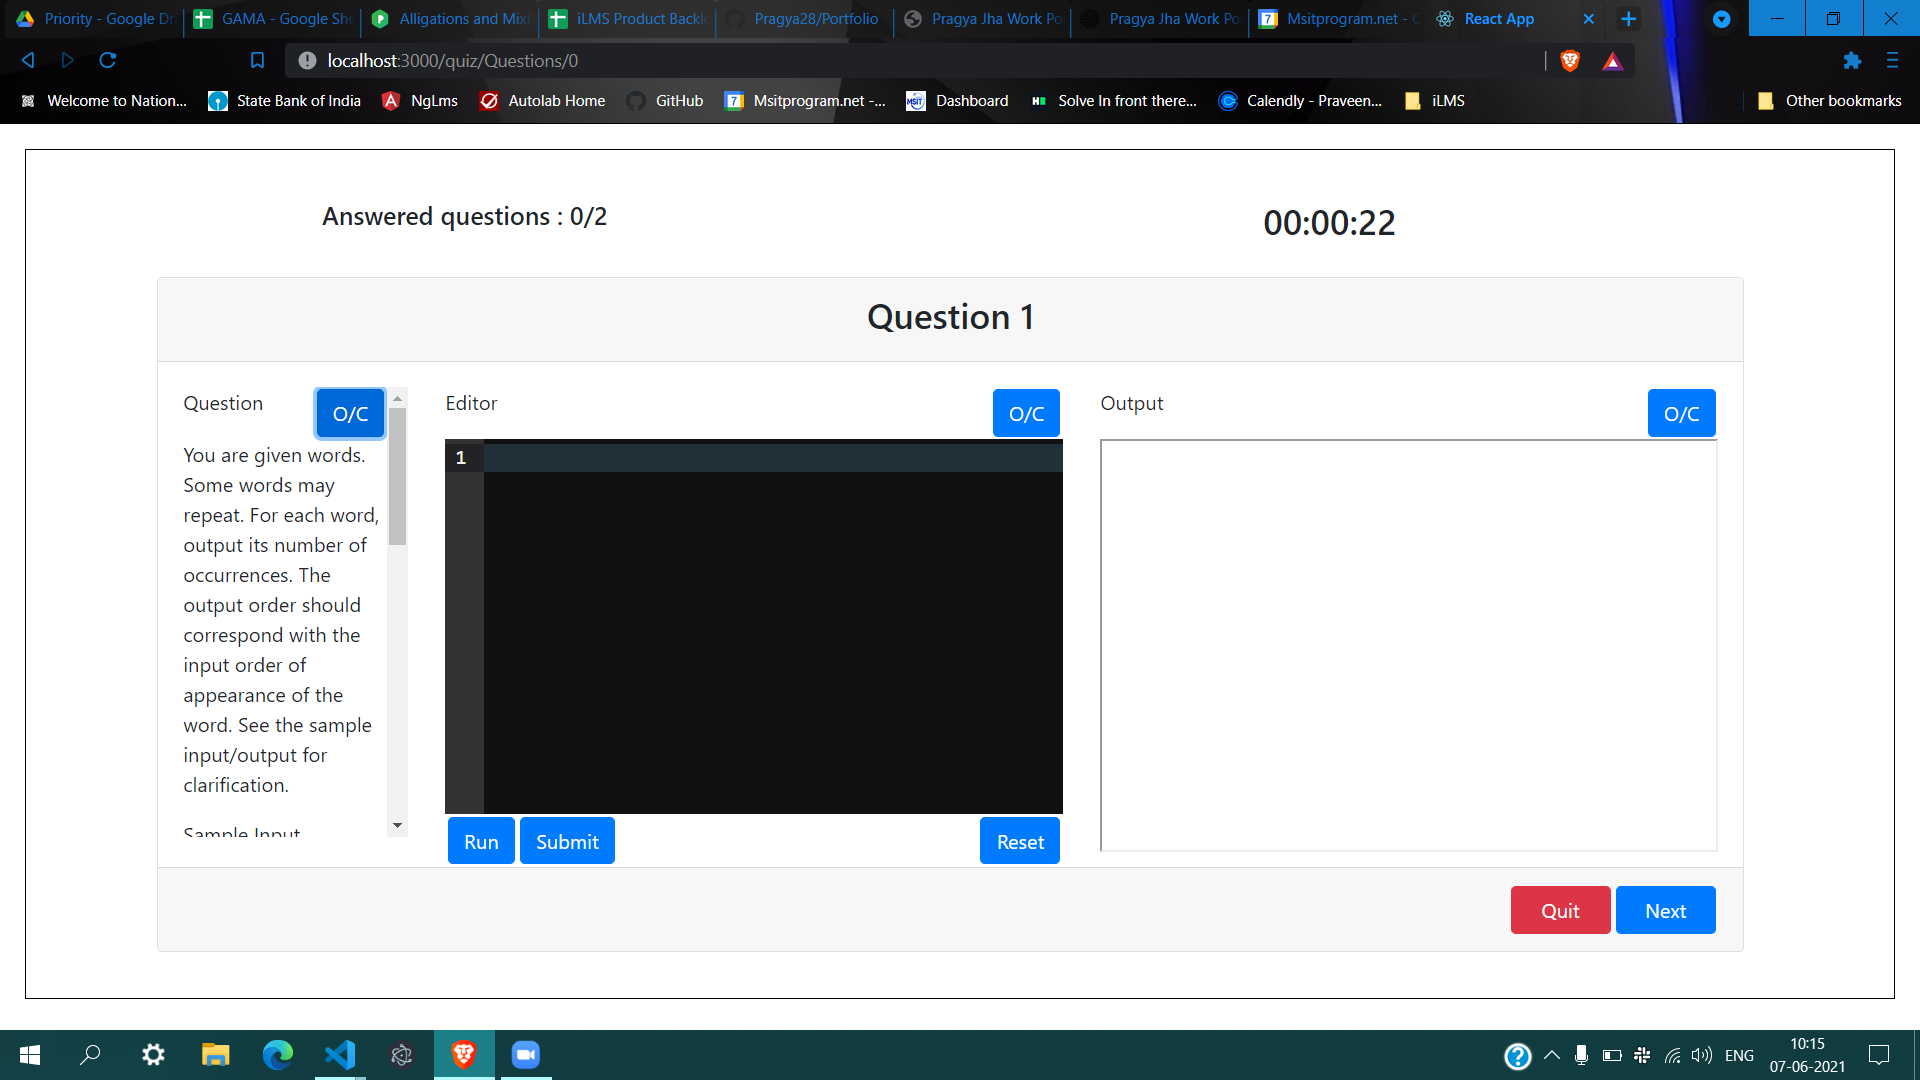 Priority - Google Dr
GAMA - Google She
Alligations and Mixt
iLMS Product Backl
Pragya28/Portfolio
Pragya Jha Work Po
Pragya Jha Work Po
Msitprogram.net - C
React App
localhost:3000/quiz/Questions/0
Welcome to Nation...
State Bank of India
NgLms
Autolab Home
GitHub
Msitprogram.net -...
Dashboard
Solve In front there...
Calendly - Praveen...
iLMS
Other bookmarks
Answered questions : 0/2
00:00:22
Question 1
Question
O/C
You are given words.
Some words may
repeat. For each word,
output its number of
occurrences. The
output order should
correspond with the
input order of
appearance of the
word. See the sample
input/output for
clarification.
Sample Input
Editor
O/C
1
Run
Submit
Reset
Output
O/C
Quit
Next
ENG
10:15
07-06-2021